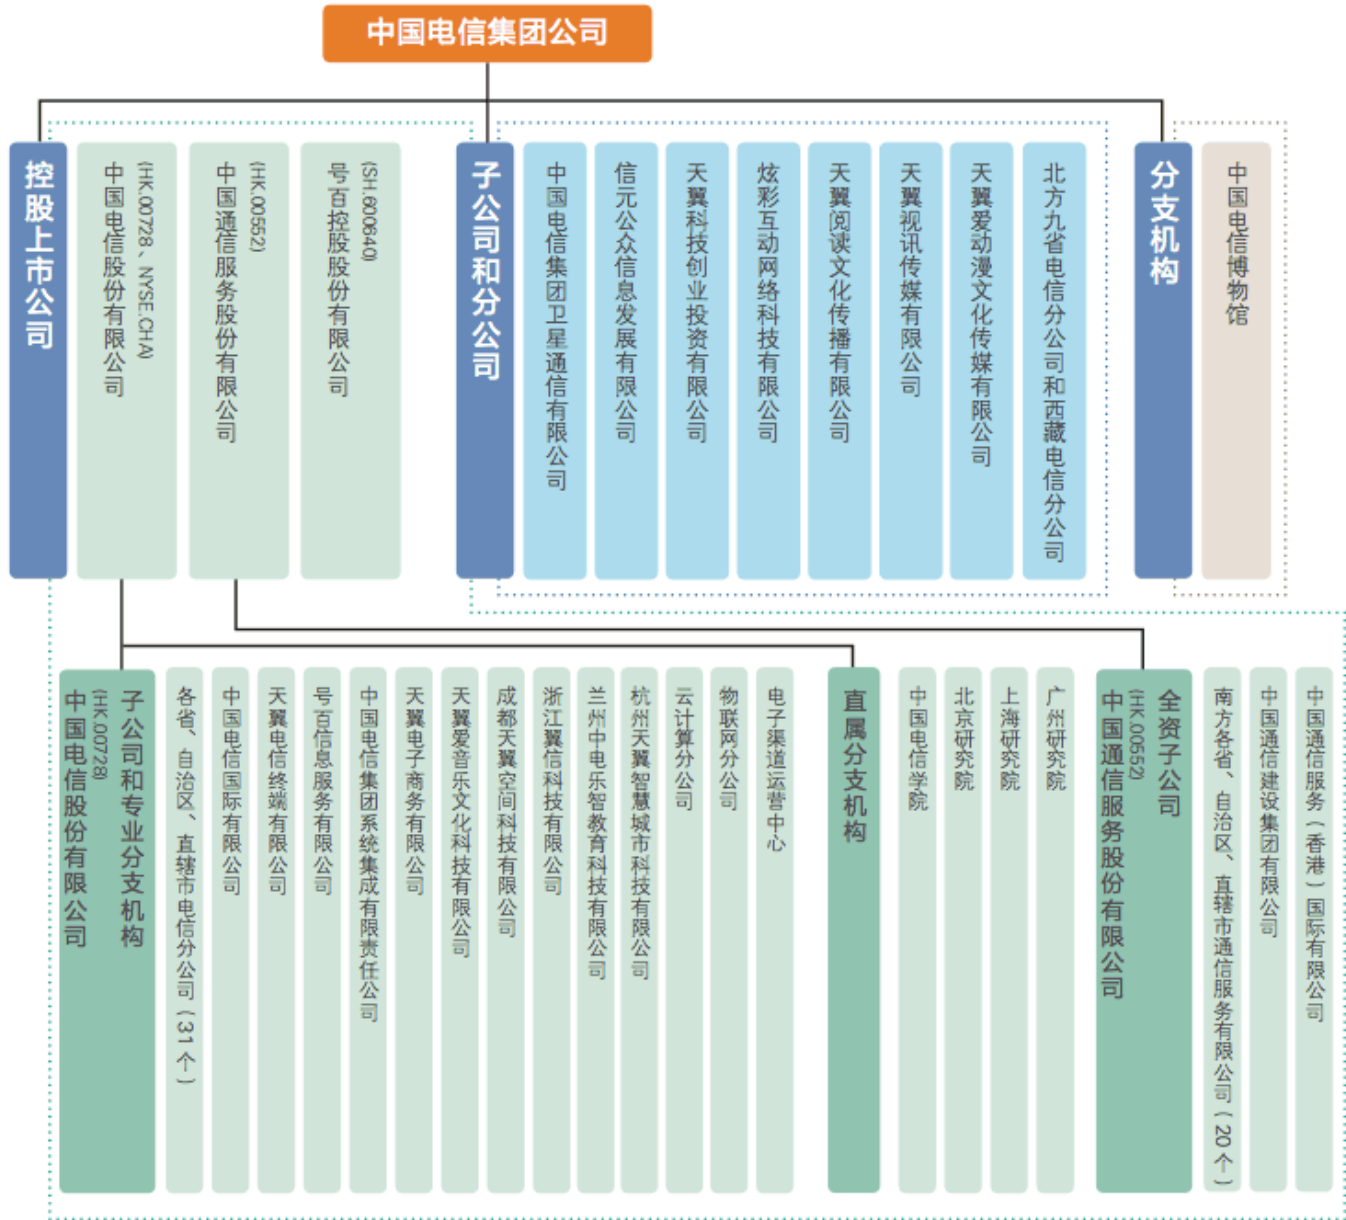 中国电信集团公司
控股上市公司
中国电信股份有限公司
(HK.00728、NYSE.CHA)
中国通信服务股份有限公司
(HK.00552)
号百控股股份有限公司
(SH.600640)
子公司和分公司
中国电信集团卫星通信有限公司
信元公众信息发展有限公司
天翼科技创业投资有限公司
炫彩互动网络科技有限公司
天翼阅读文化传播有限公司
天翼视讯传媒有限公司
天翼爱动漫文化传媒有限公司
北方九省电信分公司和西藏电信分公司
分支机构
中国电信博物馆
中国电信股份有限公司
(HK.00728)
子公司和专业分支机构
各省、自治区、直辖市电信分公司(31个)
中国电信国际有限公司
天翼电信终端有限公司
号百信息服务有限公司
中国电信集团系统集成有限责任公司
天翼电子商务有限公司
天翼爱音乐文化科技有限公司
成都天翼空间科技有限公司
浙江翼信科技有限公司
兰州中电乐智教育科技有限公司
杭州天翼智慧城市科技有限公司
云计算分公司
物联网分公司
电子渠道运营中心
直属分支机构
中国电信学院
北京研究院
上海研究院
广州研究院
中国通信服务股份有限公司
(HK.00552)
全资子公司
南方各省、自治区、直辖市通信服务有限公司(20个)
中国通信建设集团有限公司
中国通信服务(香港)国际有限公司